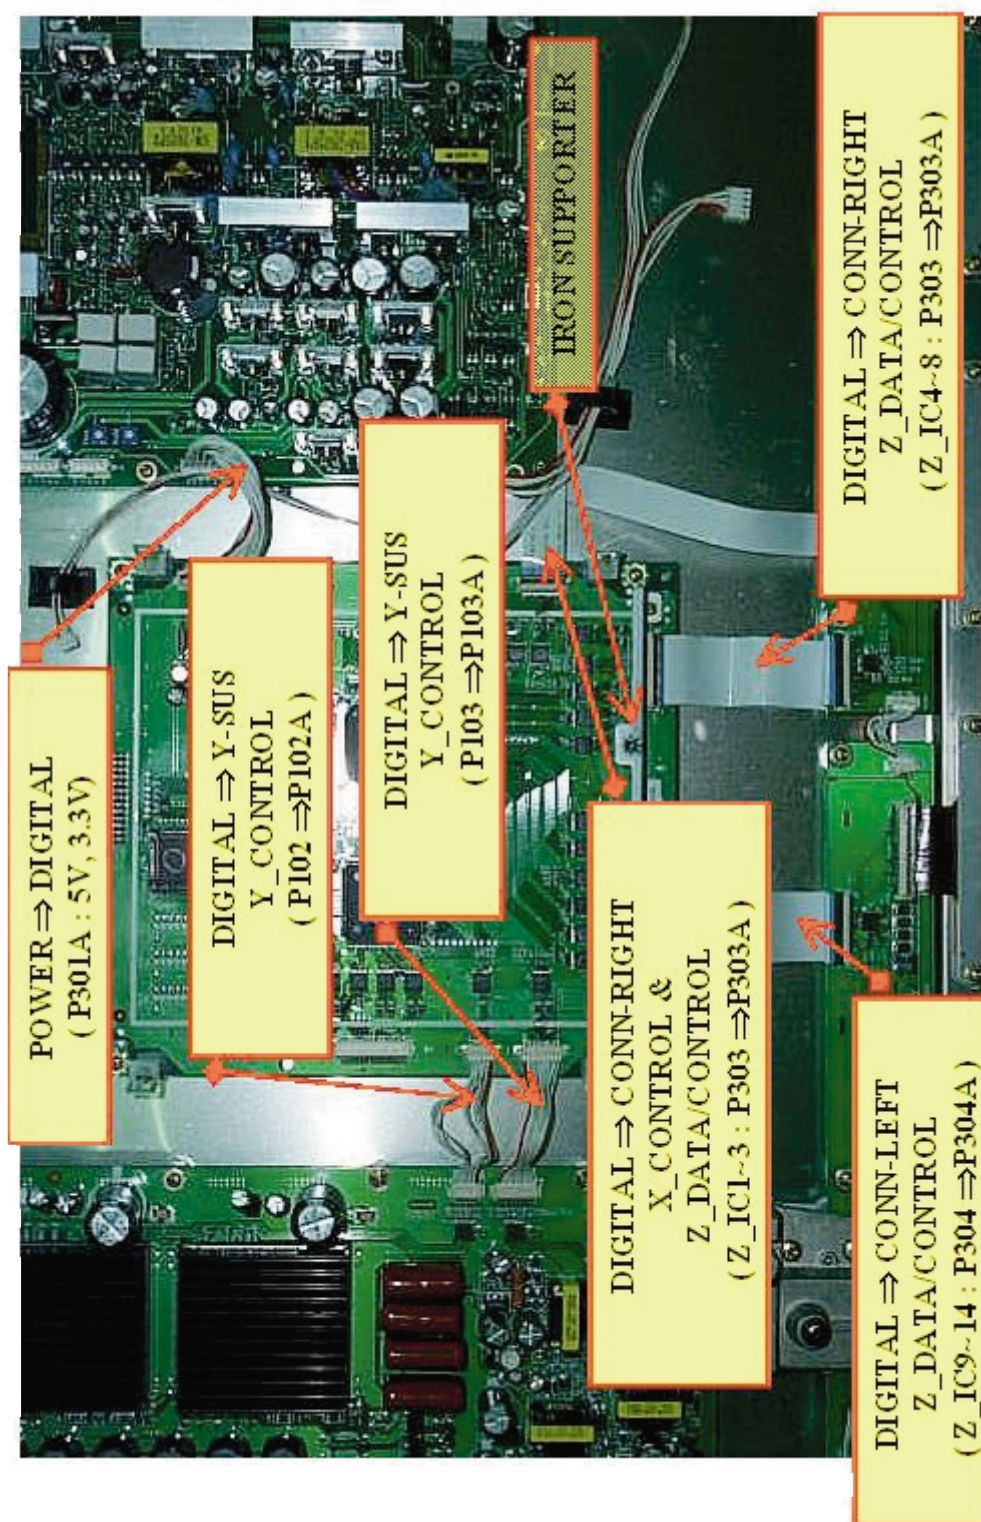 POWER ⇒ DIGITAL
( P301A : 5V, 3.3V)
DIGITAL ⇒ Y-SUS
Y_CONTROL
( P102 ⇒P102A )
DIGITAL ⇒ Y-SUS
Y_CONTROL
( P103 ⇒P103A )
IRON SUPPORTER
DIGITAL ⇒ CONN-RIGHT
X_CONTROL &
Z_DATA/CONTROL
( Z_IC1~3 : P303 ⇒P303A )
DIGITAL ⇒ CONN-RIGHT
Z_DATA/CONTROL
( Z_IC4~8 : P303 ⇒P303A )
DIGITAL ⇒ CONN-LEFT
Z_DATA/CONTROL
( Z_IC9~14 : P304 ⇒P304A )